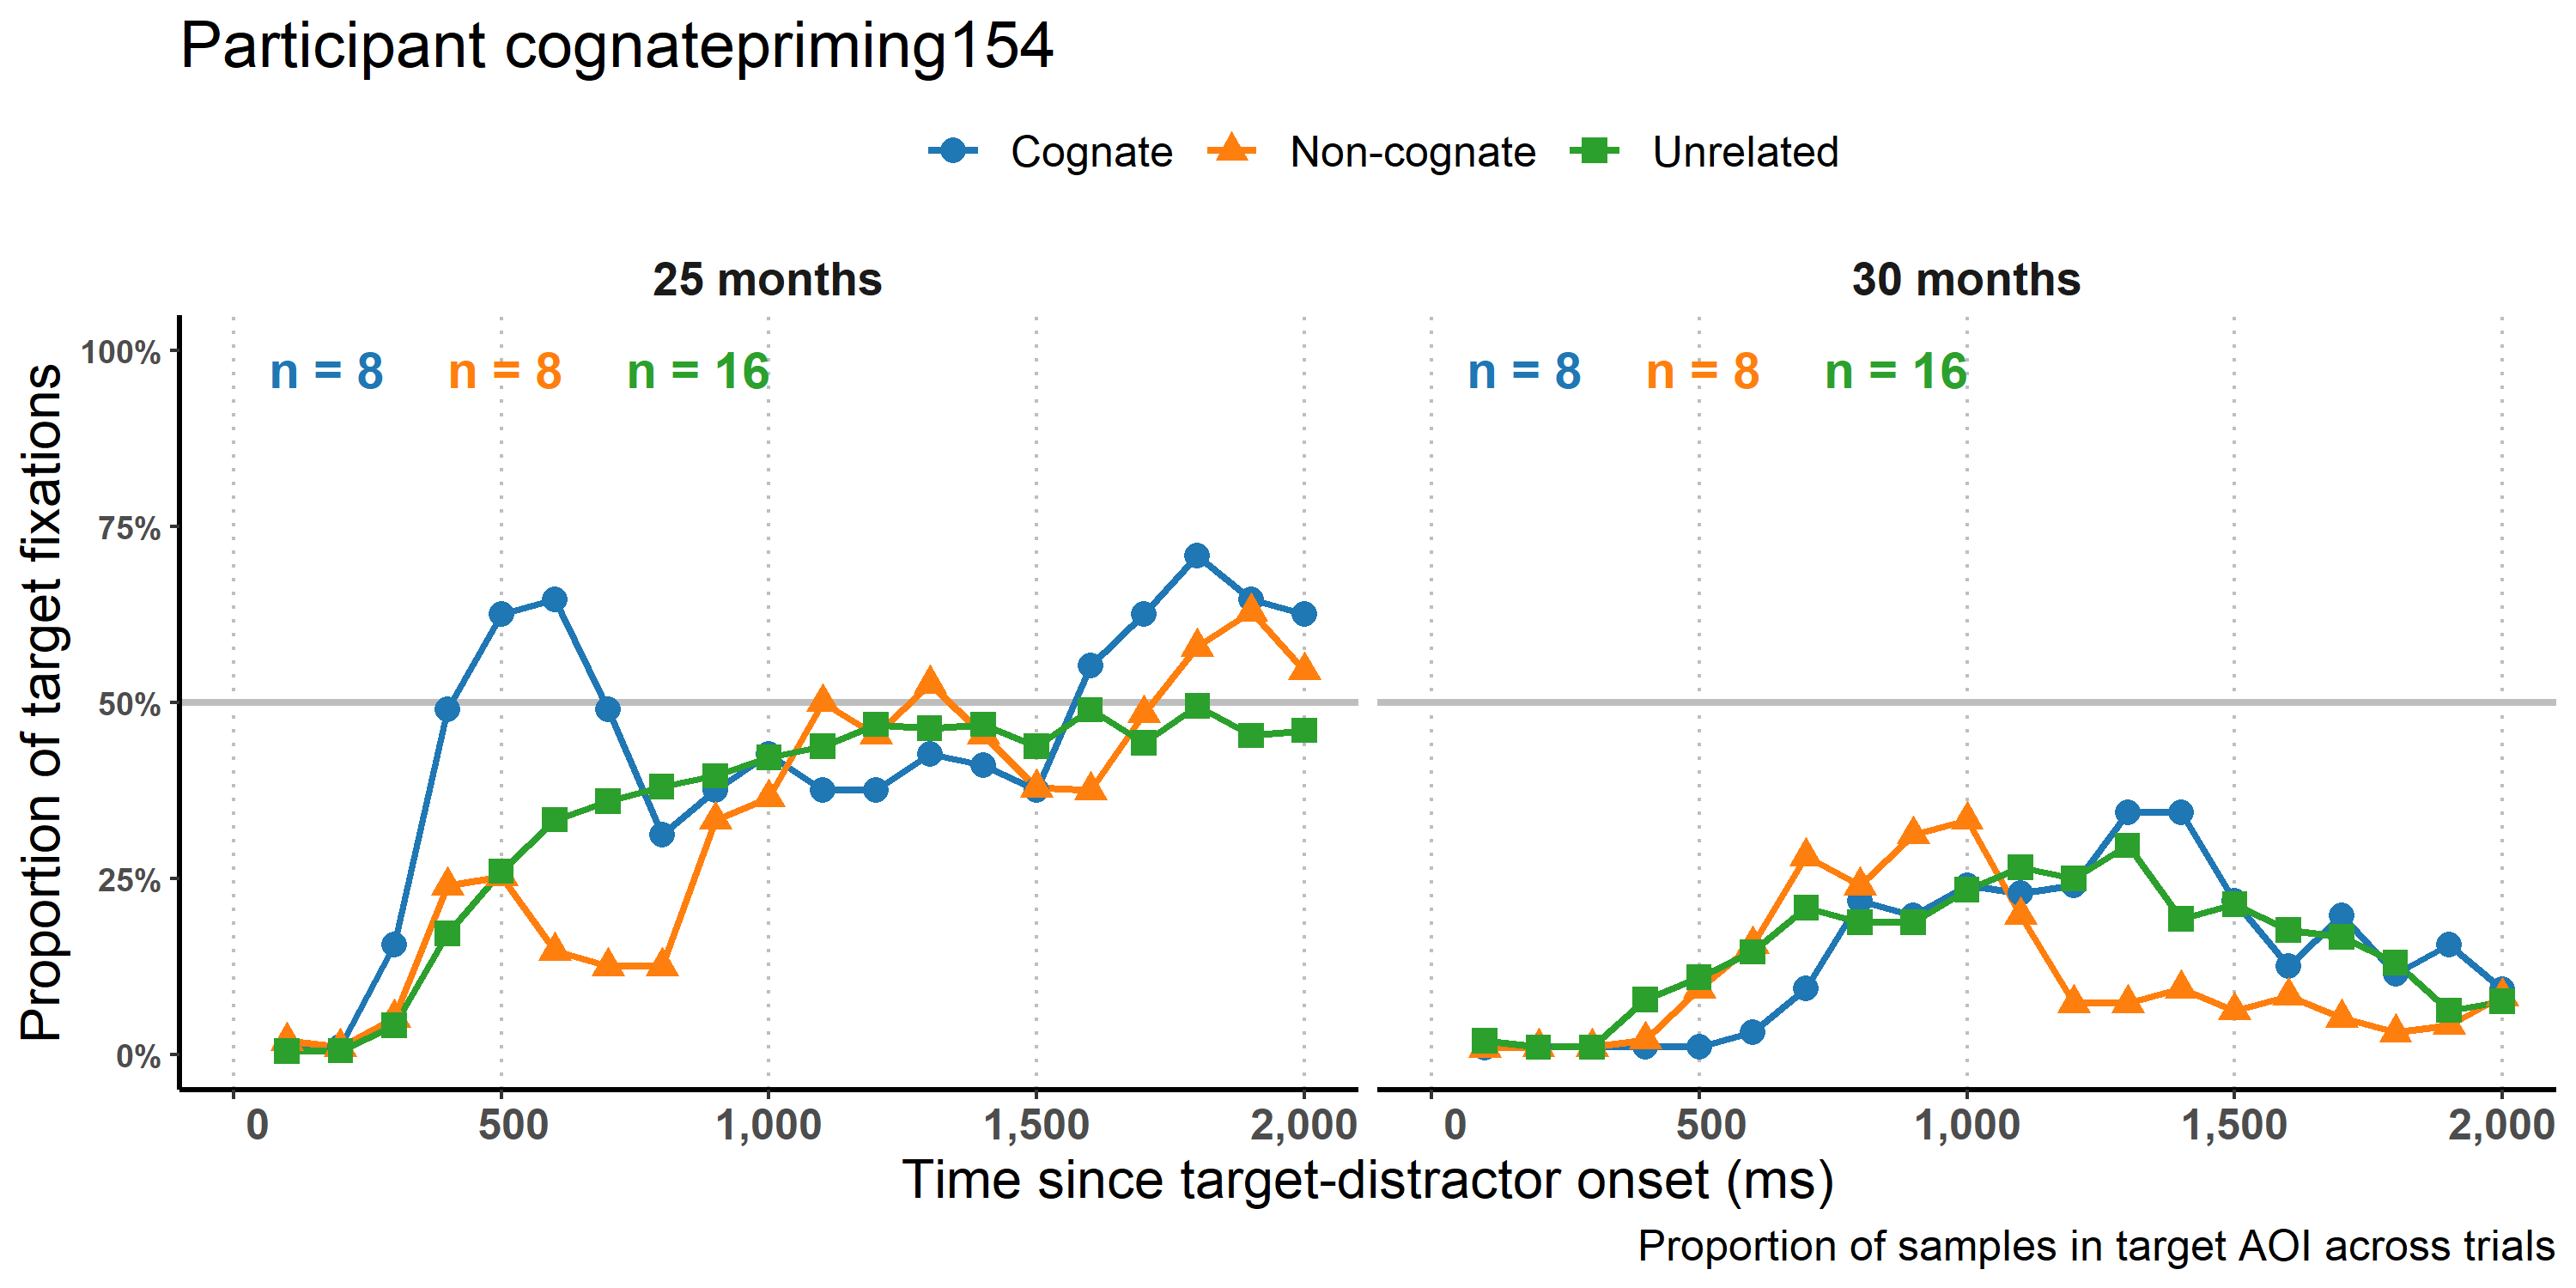 Participant cognatepriming154
Cognate Non-cognate Unrelated
25 months
30 months
n = 8 n = 8 n = 16
n = 8 n = 8 n = 16
Proportion of target fixations
100%
75%
50%
25%
0%
0 500 1,000 1,500 2,000
0 500 1,000 1,500 2,000
Time since target-distractor onset (ms)
Proportion of samples in target AOI across trials